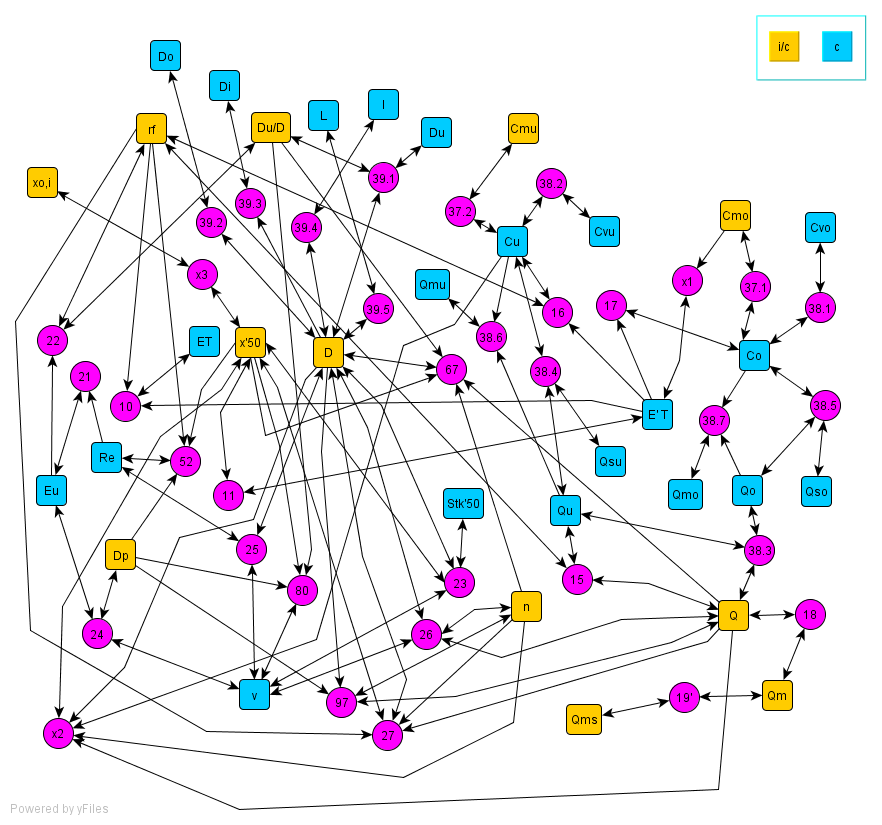 i/c c
Do
Di
L
I
Du/D
rf
Du
Cmu
xo,i
39.1
38.2
39.3
37.2
39.2
39.4
Cmo
Cvo
Cvu
Cu
x3
Qmu
x1
37.1
39.5
16
17
38.1
22
ET
x'50
D
38.6
Co
67
38.4
21
10
E'T
38.7
38.5
Re
52
Qsu
Eu
11
Stk'50
Qu
Qmo
Qo
Qso
Dp
25
38.3
80
23
15
24
26
n
Q
18
v
97
19'
Qm
x2
27
Qms
Powered by yFiles